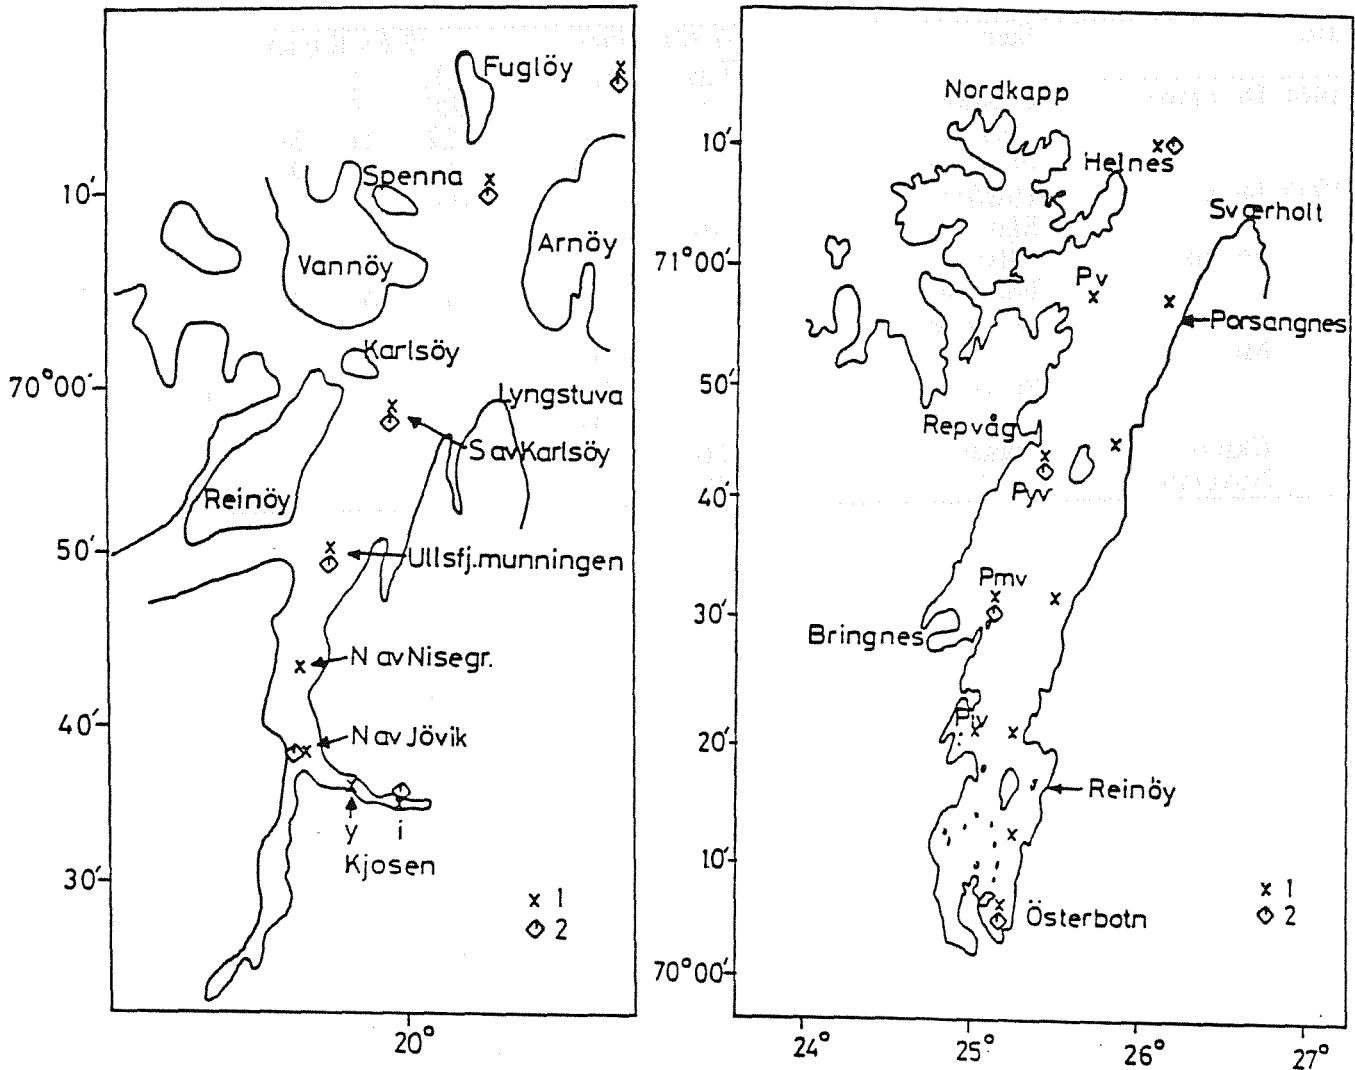 Fuglöy
Spenna
10′
Arnöy
Vannöy
Karlsöy
70°00′
Lyngstuva
S av Karlsöy
Reinöy
50′
Ullsfj.munningen
N av Nisegr.
40′
N av Jövik
y i
Kjosen
30′
x 1
2
20°
Nordkapp
10′
Helnes
Sværholt
71°00′
Pv
Porsangnes
50′
Repvåg
40′
Pyv
Pmv
30′
Bringnes
Piv
20′
Reinöy
10′
x 1
2
Österbotn
70°00′
24° 25° 26° 27°